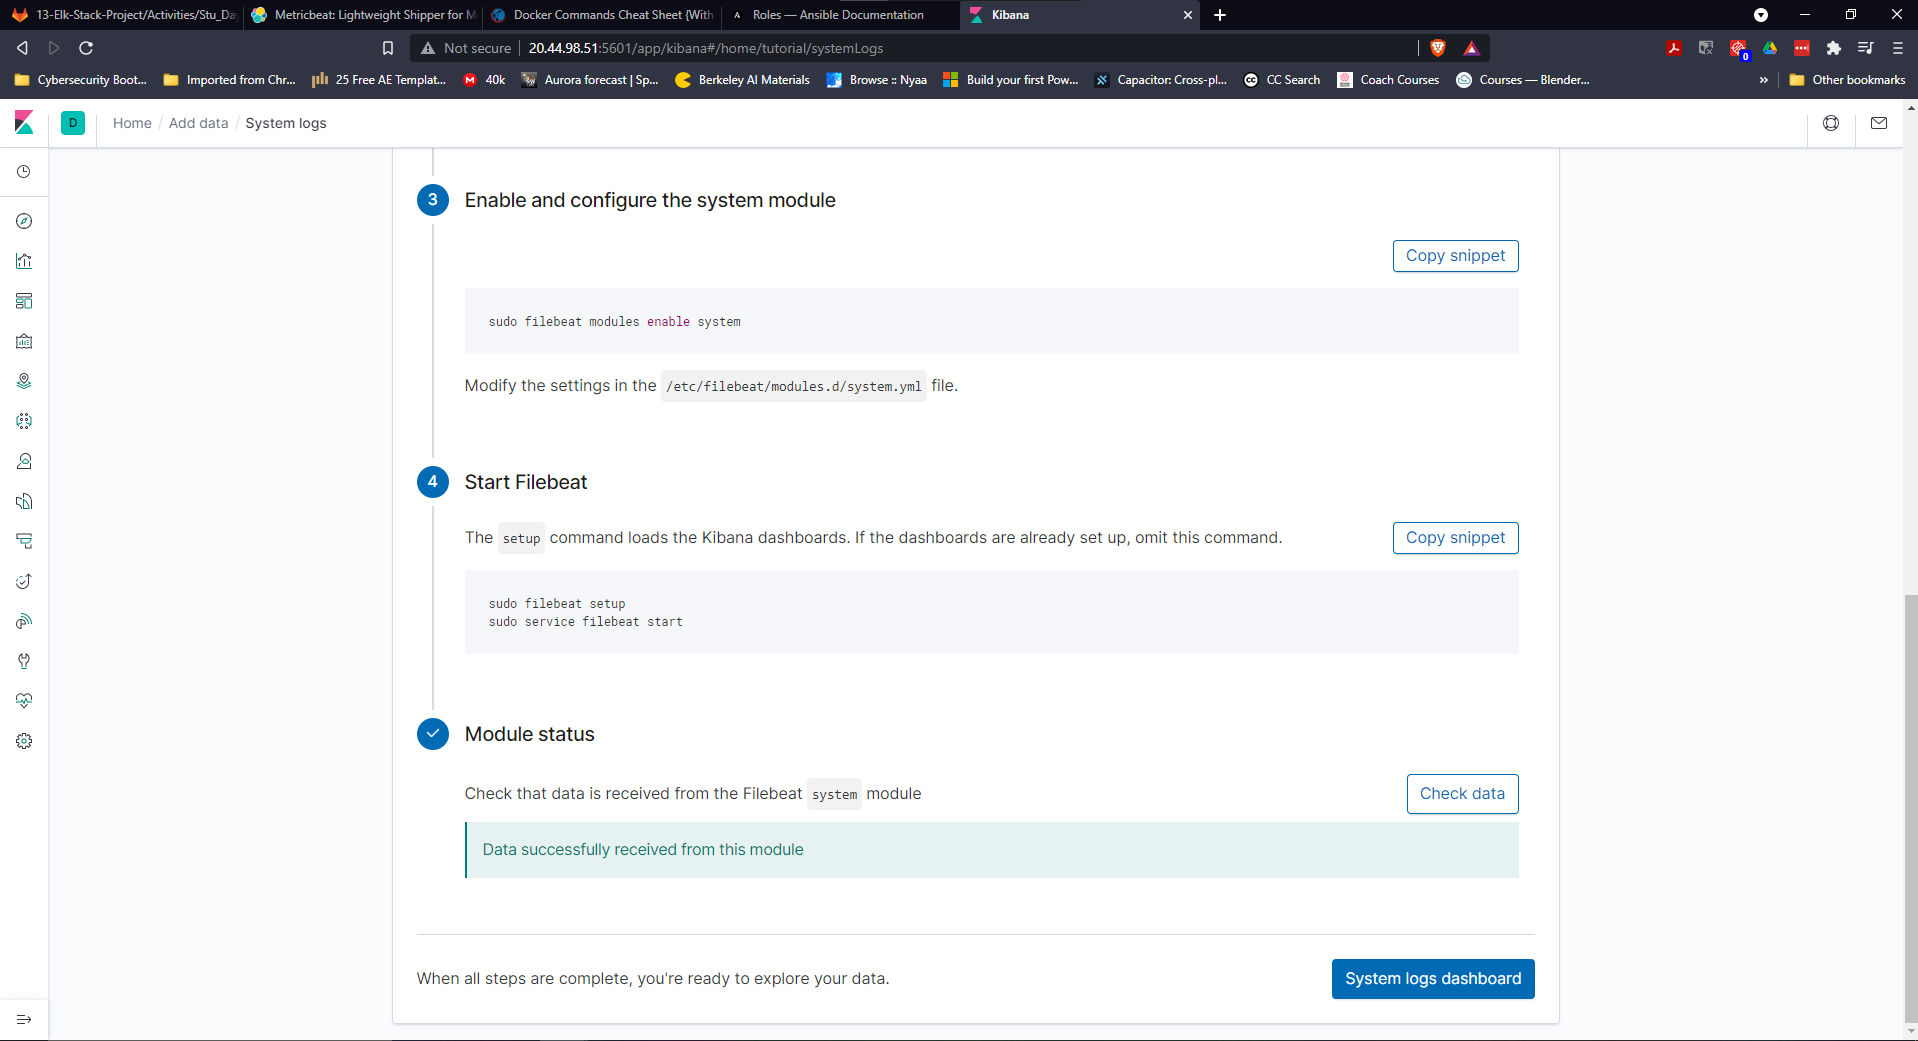 13-Elk-Stack-Project/Activities/Stu_Da
Metricbeat: Lightweight Shipper for M
Docker Commands Cheat Sheet {With
Roles — Ansible Documentation
Kibana
Not secure
20.44.98.51:5601/app/kibana#/home/tutorial/systemLogs
0
Cybersecurity Boot...
Imported from Chr...
25 Free AE Templat...
40k
Aurora forecast | Sp...
Berkeley AI Materials
Browse :: Nyaa
Build your first Pow...
Capacitor: Cross-pl...
CC Search
Coach Courses
Courses — Blender...
»
Other bookmarks
D
Home / Add data / System logs
3
Enable and configure the system module
Copy snippet
sudo filebeat modules enable system
Modify the settings in the /etc/filebeat/modules.d/system.yml file.
4
Start Filebeat
The setup command loads the Kibana dashboards. If the dashboards are already set up, omit this command.
Copy snippet
sudo filebeat setup
sudo service filebeat start
Module status
Check that data is received from the Filebeat system module
Check data
Data successfully received from this module
When all steps are complete, you're ready to explore your data.
System logs dashboard